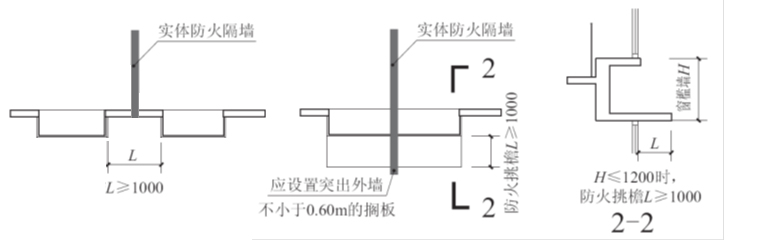 实体防火隔墙
L
L≥1000
实体防火隔墙
2
防火挑檐L≥1000
应设置突出外墙
不小于0.60m的搁板
2
窗槛墙H
L
H≤1200时,
防火挑檐L≥1000
2-2